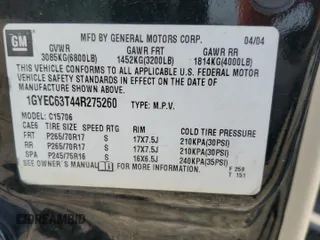 GM
MFD BY GENERAL MOTORS CORP. 04/04
GVWR GAWR FRT GAWR RR
3085KG(6800LB) 1452KG(3200LB) 1814KG(4000LB)
THIS VEHICLE CONFORMS TO ALL APPLICABLE U.S. FEDERAL
MOTOR VEHICLE SAFETY STANDARDS IN EFFECT ON THE DATE OF
MANUFACTURE SHOWN ABOVE.
1GYEC63T44R275260 TYPE: M.P.V.
MODEL: C15706
CAE6 TIRE SIZE SPEED RTG RIM COLD TIRE PRESSURE
FRT P265/70R17 S 17X7.5J 210KPA(30PSI)
RR P265/70R17 S 17X7.5J 210KPA(30PSI)
SPA P245/75R16 S 16X6.5J 240KPA(35PSI)
SEE OWNER'S MANUAL F 259
T 151